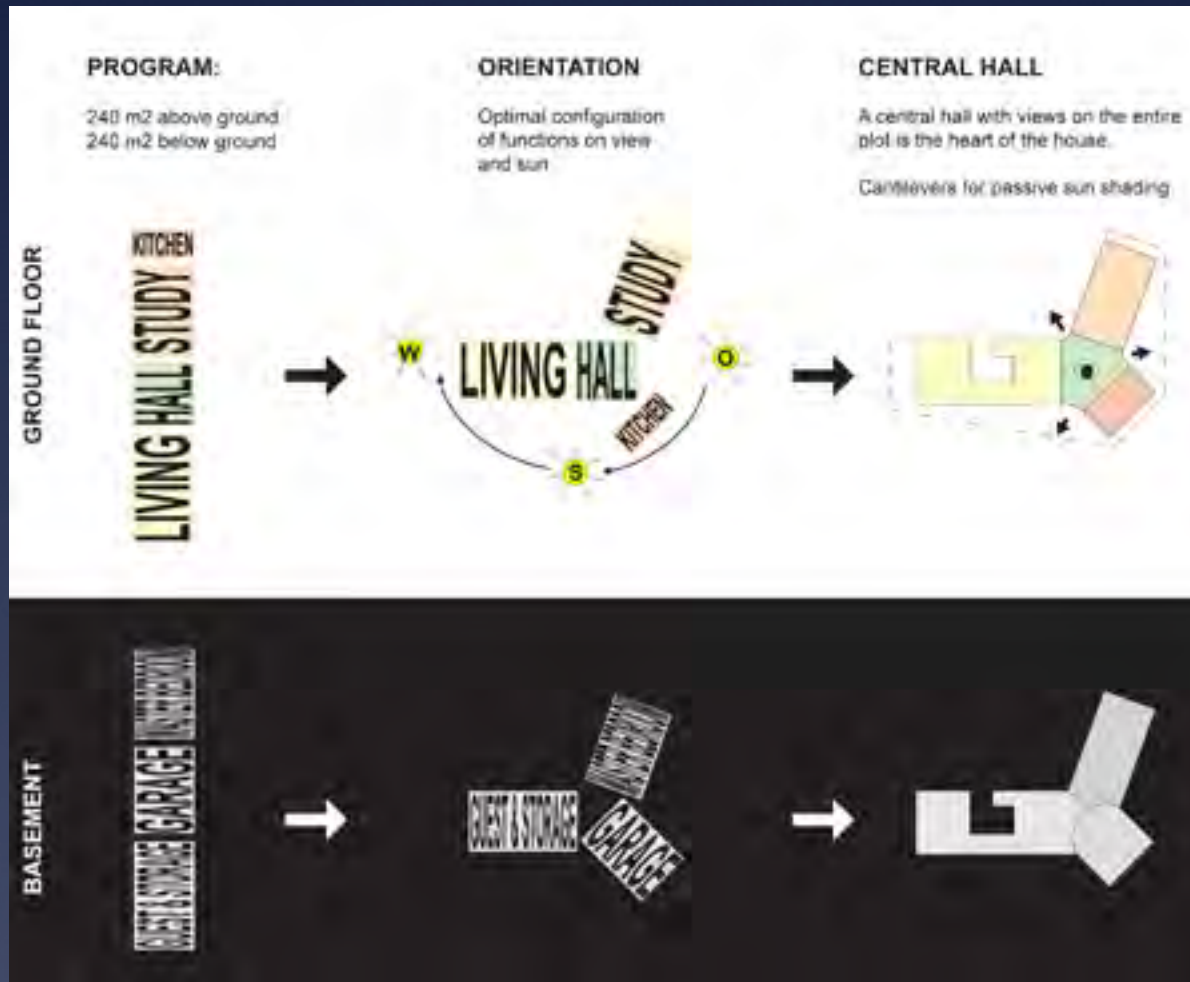 PROGRAM:
240 m2 above ground
240 m2 below ground
ORIENTATION
Optimal configuration
of functions on view
and sun
CENTRAL HALL
A central hall with views on the entire
plot is the heart of the house.
Cantilevers for passive sun shading
GROUND FLOOR
LIVING HALL STUDY KITCHEN
STUDY
W
LIVING HALL
O
KITCHEN
S
BASEMENT
GUEST & STORAGE GARAGE
GUEST & STORAGE
GARAGE